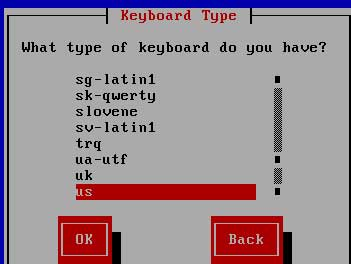 Keyboard Type
What type of keyboard do you have?
sg-latin1
sk-qwerty
slovene
sv-latin1
trq
ua-utf
uk
us
OK Back